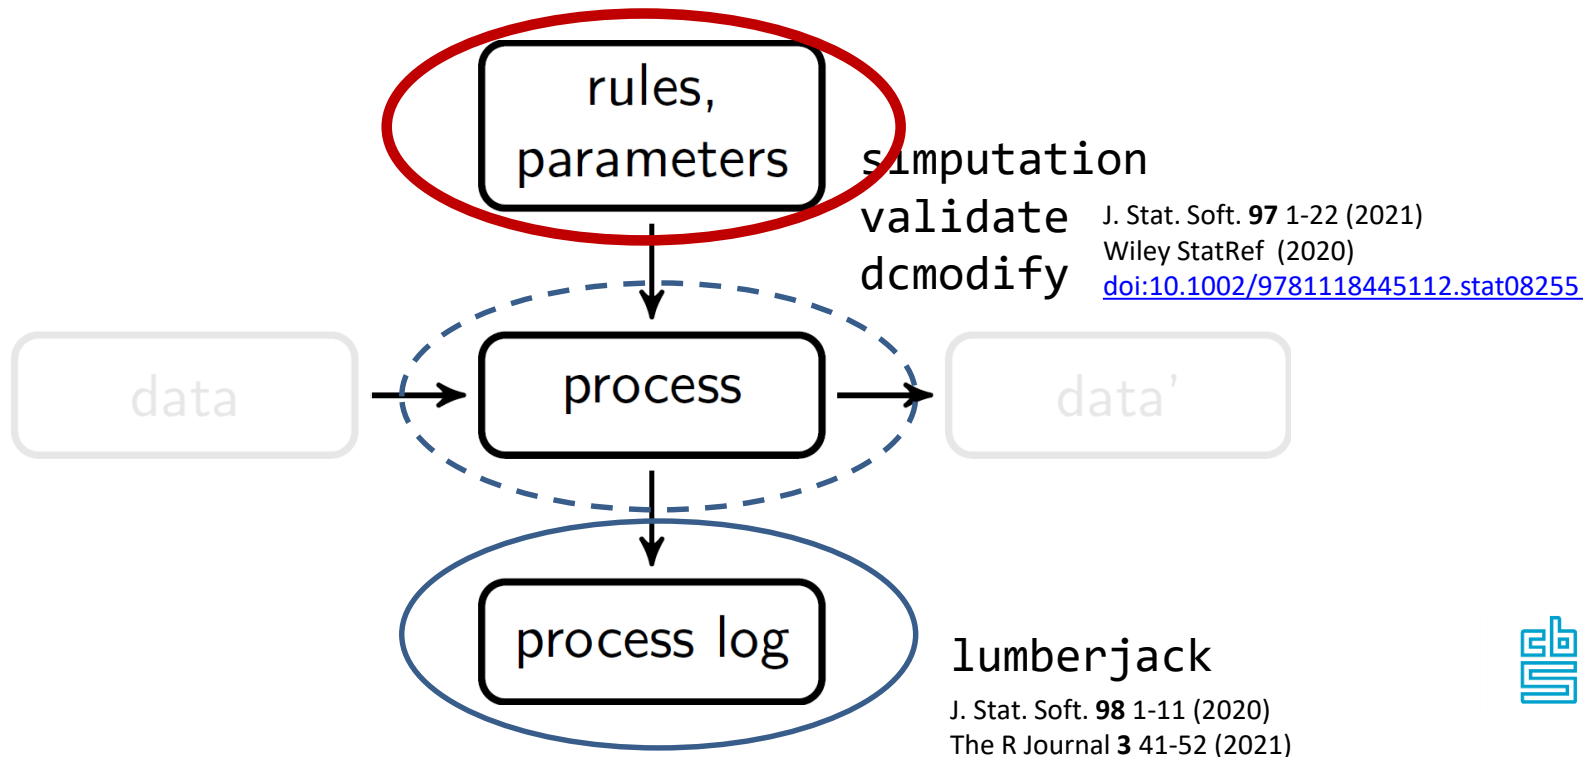 rules,
parameters
simputation
validate
J. Stat. Soft. 97 1-22 (2021)
Wiley StatRef (2020)
dcmodify
doi:10.1002/9781118445112.stat08255
data
process
data'
process log
lumberjack
J. Stat. Soft. 98 1-11 (2020)
The R Journal 3 41-52 (2021)
cbs